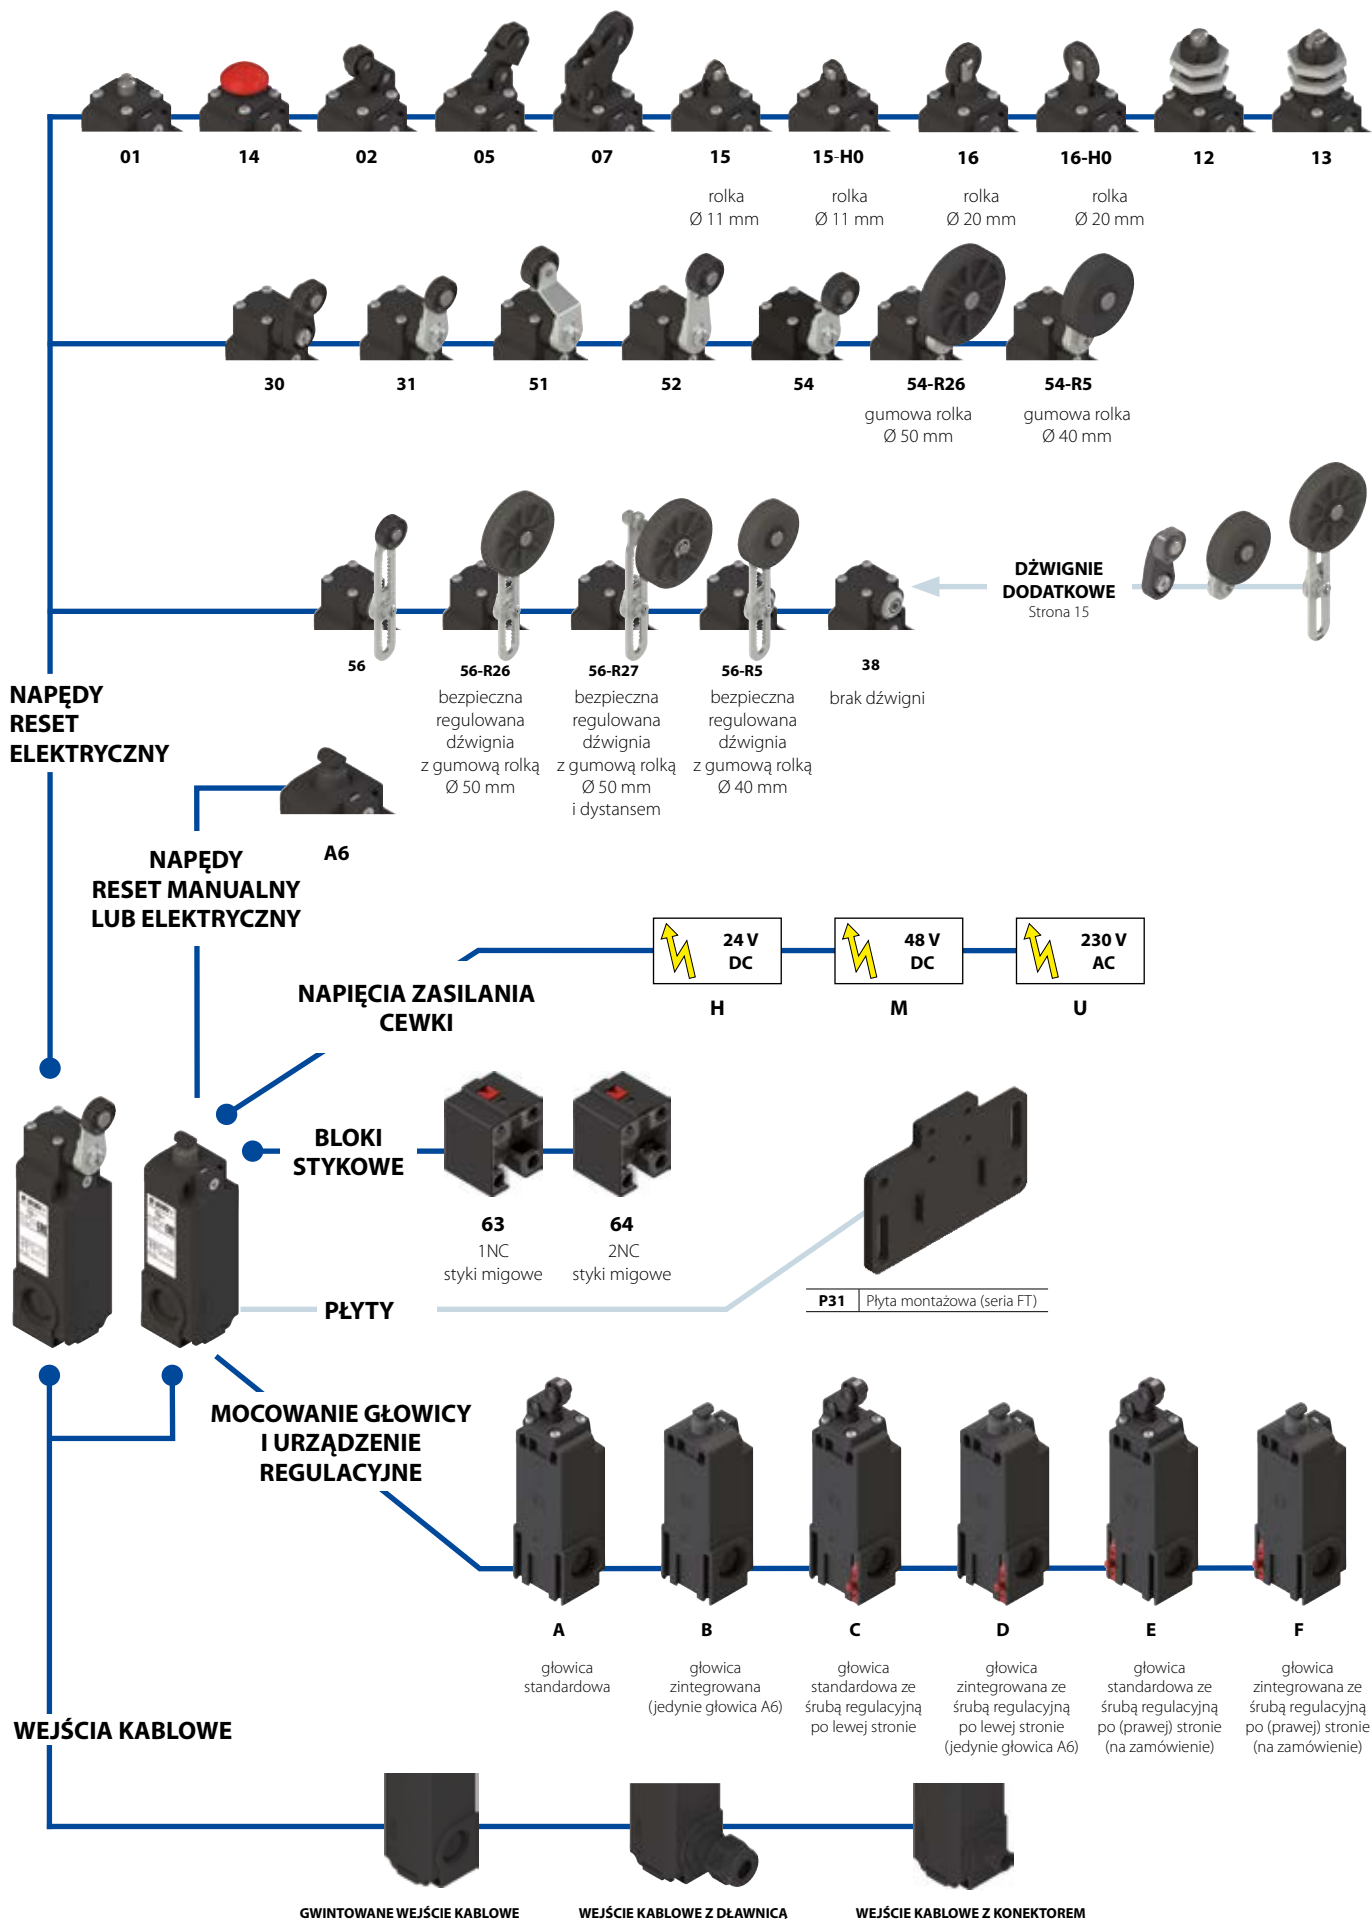 01 14 02 05 07 15 15-H0 16 16-H0 12 13
rolka rolka rolka rolka
Ø 11 mm Ø 11 mm Ø 20 mm Ø 20 mm
30 31 51 52 54 54-R26 54-R5
gumowa rolka gumowa rolka
Ø 50 mm Ø 40 mm
DŻWIGNIE
DODATKOWE
Strona 15
56 56-R26 56-R27 56-R5 38
bezpieczna bezpieczna bezpieczna brak dźwigni
regulowana regulowana regulowana
dźwignia dźwignia dźwignia
z gumową rolką z gumową rolką z gumową rolką
Ø 50 mm Ø 50 mm Ø 40 mm
i dystansem
NAPĘDY
RESET
ELEKTRYCZNY
A6
NAPĘDY
RESET MANUALNY
LUB ELEKTRYCZNY
24 V 48 V 230 V
DC DC AC
H M U
NAPIĘCIA ZASILANIA
CEWKI
BLOKI
STYKOWE
63 64
1NC 2NC
styki migowe styki migowe
PŁYTY
P31 Płyta montażowa (seria FT)
MOCOWANIE GŁOWICY
I URZĄDZENIE
REGULACYJNE
A B C D E F
głowica głowica głowica głowica głowica głowica
standardowa zintegrowana standardowa ze zintegrowana ze standardowa ze zintegrowana ze
(jedynie głowica A6) śrubą regulacyjną śrubą regulacyjną śrubą regulacyjną śrubą regulacyjną
po lewej stronie po lewej stronie po (prawej) stronie po (prawej) stronie
(jedynie głowica A6) (na zamówienie) (na zamówienie)
WEJŚCIA KABLOWE
GWINTOWANE WEJŚCIE KABLOWE WEJŚCIE KABLOWE Z DŁAWNICĄ WEJŚCIE KABLOWE Z KONEKTOREM